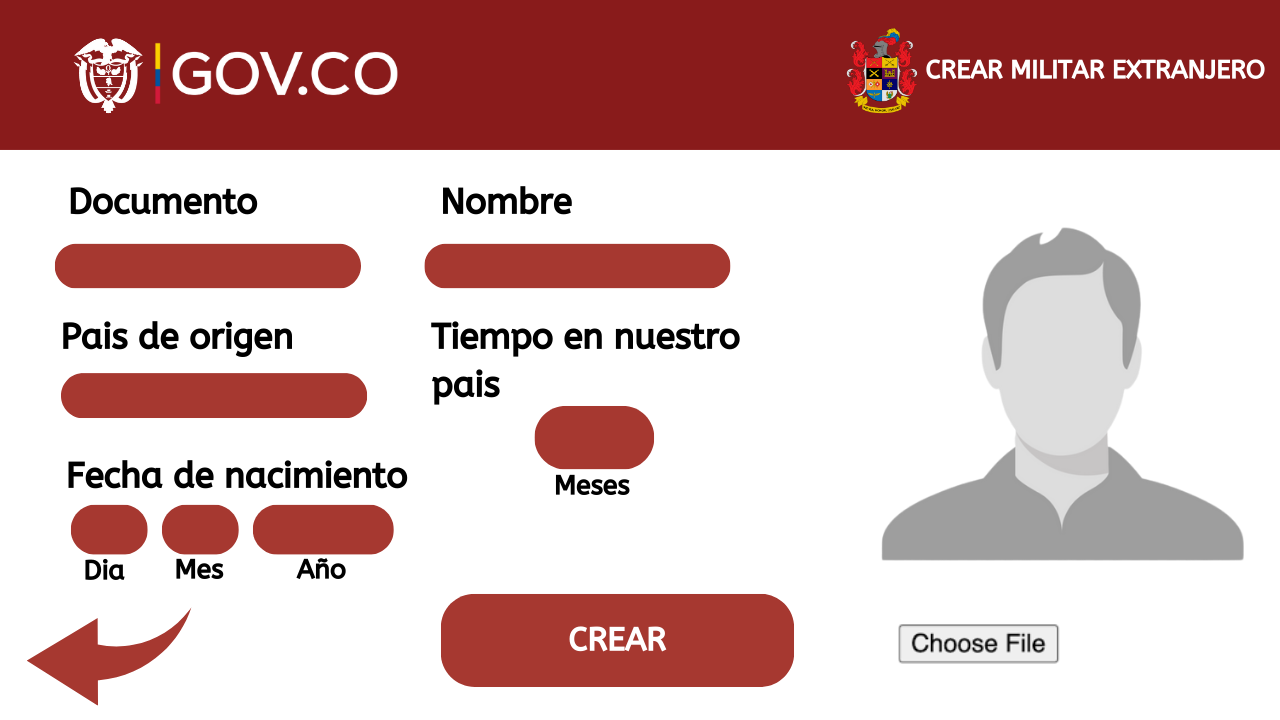 GOV.CO
CREAR MILITAR EXTRANJERO
Documento
Nombre
Pais de origen
Tiempo en nuestro
pais
Meses
Fecha de nacimiento
Dia
Mes
Año
CREAR
Choose File